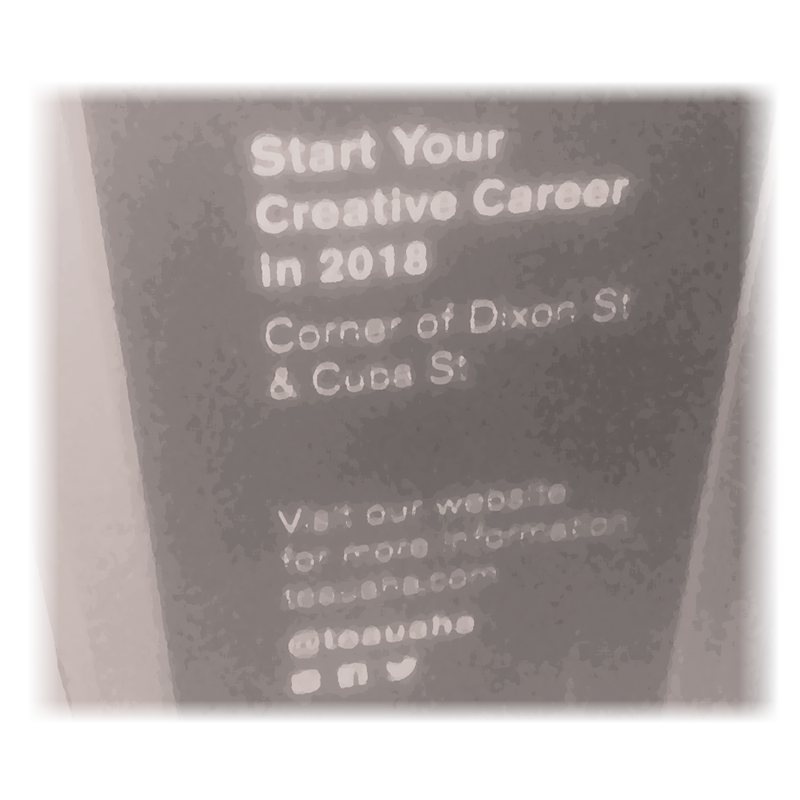 Start Your
Creative Career
In 2018
Corner of Dixon St
& Cuba St
Visit our website
for more information
teauaha.com
@teauaha